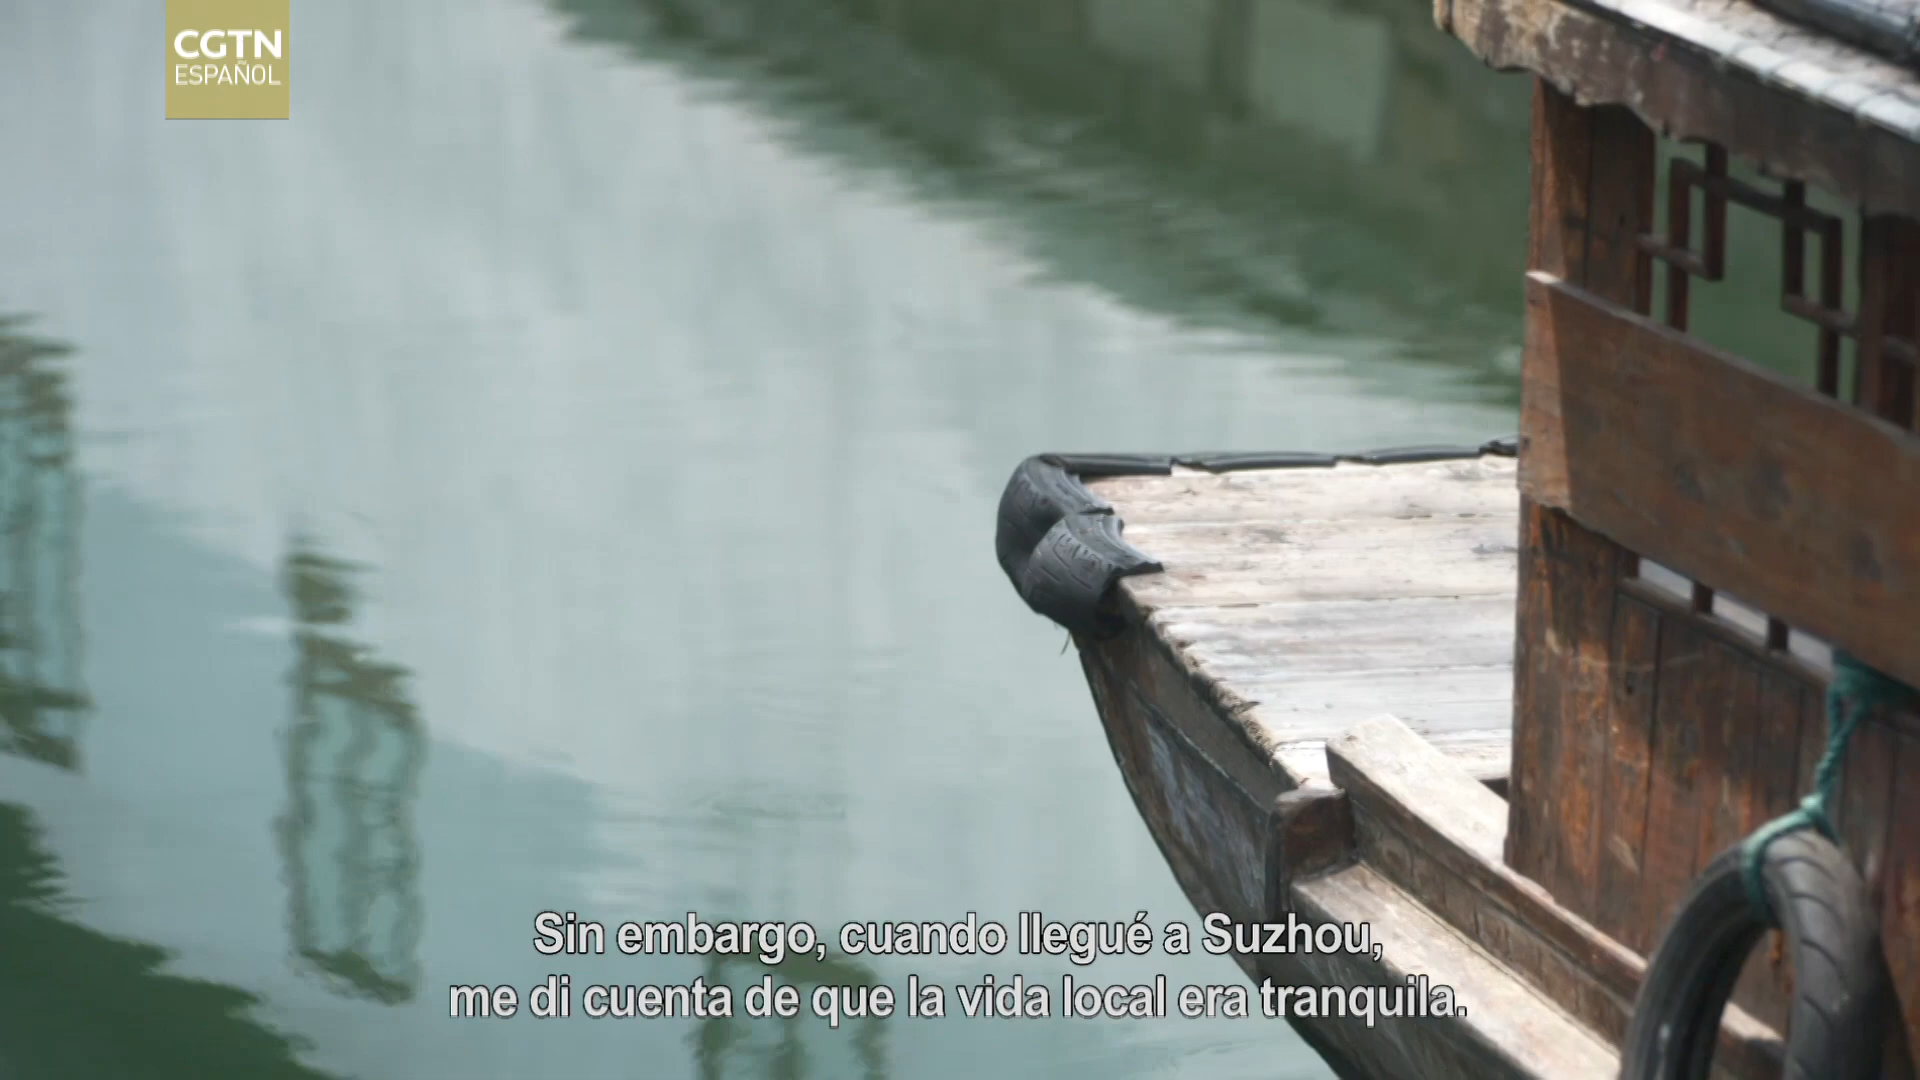 CGTN
ESPAÑOL
Sin embargo, cuando llegué a Suzhou,
me di cuenta de que la vida local era tranquila.